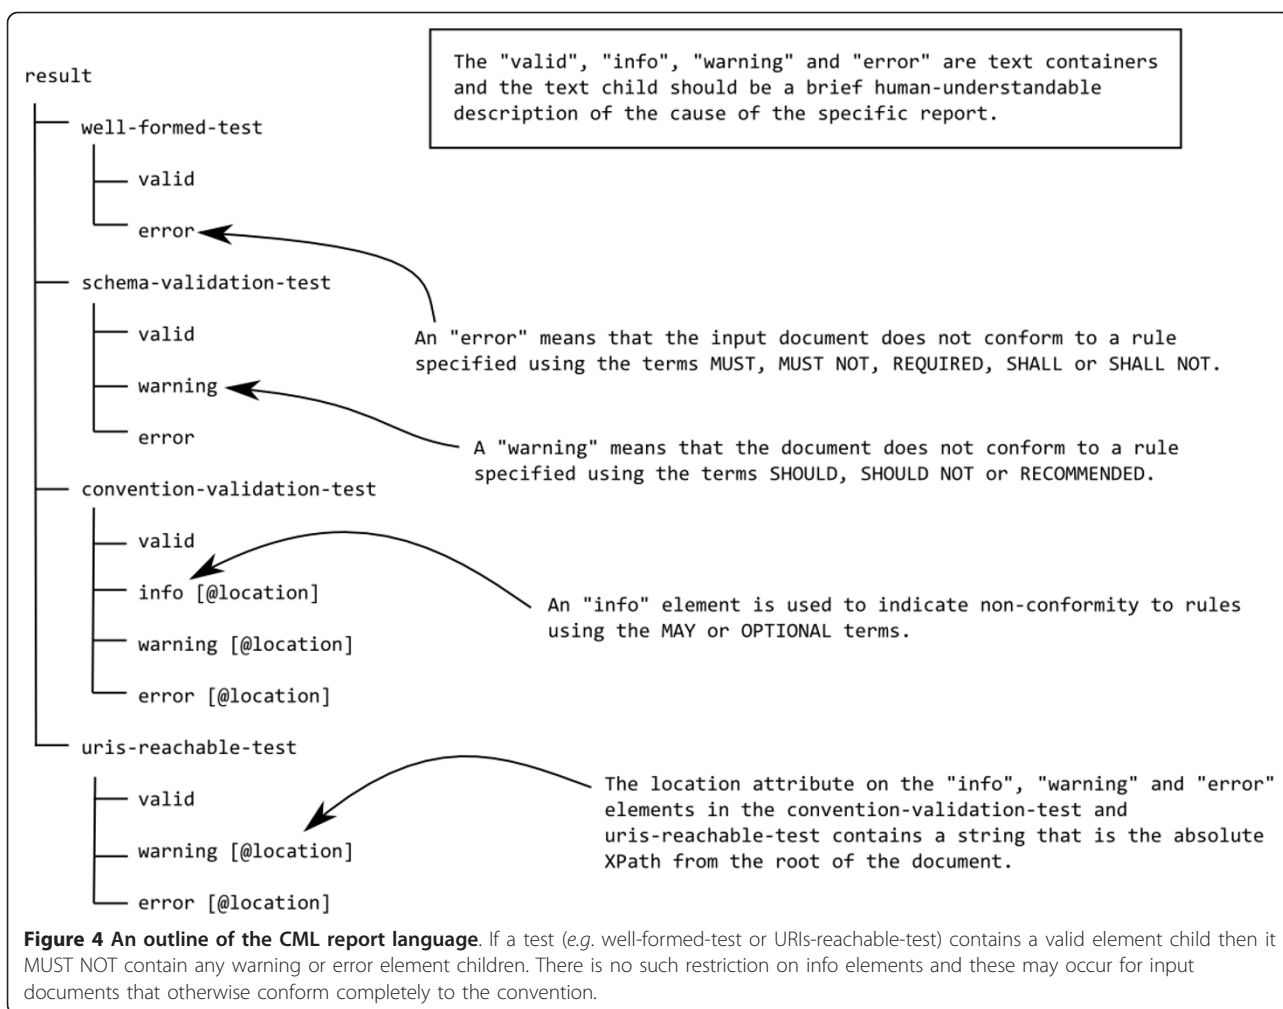 The "valid", "info", "warning" and "error" are text containers
and the text child should be a brief human-understandable
description of the cause of the specific report.
result
well-formed-test
valid
error
schema-validation-test
valid
An "error" means that the input document does not conform to a rule
specified using the terms MUST, MUST NOT, REQUIRED, SHALL or SHALL NOT.
warning
error
A "warning" means that the document does not conform to a rule
specified using the terms SHOULD, SHOULD NOT or RECOMMENDED.
convention-validation-test
valid
info [@location]
An "info" element is used to indicate non-conformity to rules
using the MAY or OPTIONAL terms.
warning [@location]
error [@location]
uris-reachable-test
valid
The location attribute on the "info", "warning" and "error"
elements in the convention-validation-test and
uris-reachable-test contains a string that is the absolute
XPath from the root of the document.
warning [@location]
error [@location]
Figure 4 An outline of the CML report language. If a test (e.g. well-formed-test or URIs-reachable-test) contains a valid element child then it
MUST NOT contain any warning or error element children. There is no such restriction on info elements and these may occur for input
documents that otherwise conform completely to the convention.